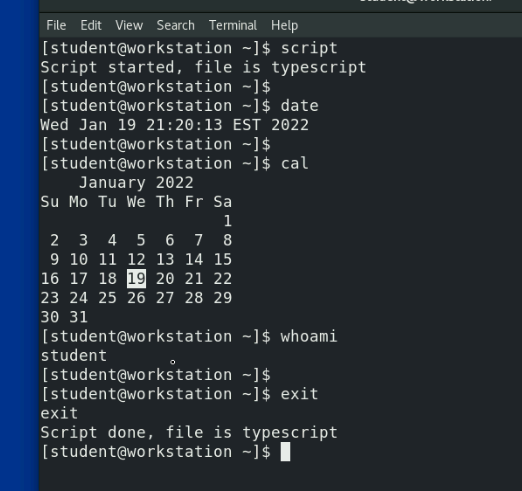 File Edit View Search Terminal Help
[student@workstation ~]$ script
Script started, file is typescript
[student@workstation ~]$
[student@workstation ~]$ date
Wed Jan 19 21:20:13 EST 2022
[student@workstation ~]$
[student@workstation ~]$ cal
    January 2022
Su Mo Tu We Th Fr Sa
                   1
 2  3  4  5  6  7  8
 9 10 11 12 13 14 15
16 17 18 19 20 21 22
23 24 25 26 27 28 29
30 31
[student@workstation ~]$ whoami
student
[student@workstation ~]$
[student@workstation ~]$ exit
exit
Script done, file is typescript
[student@workstation ~]$